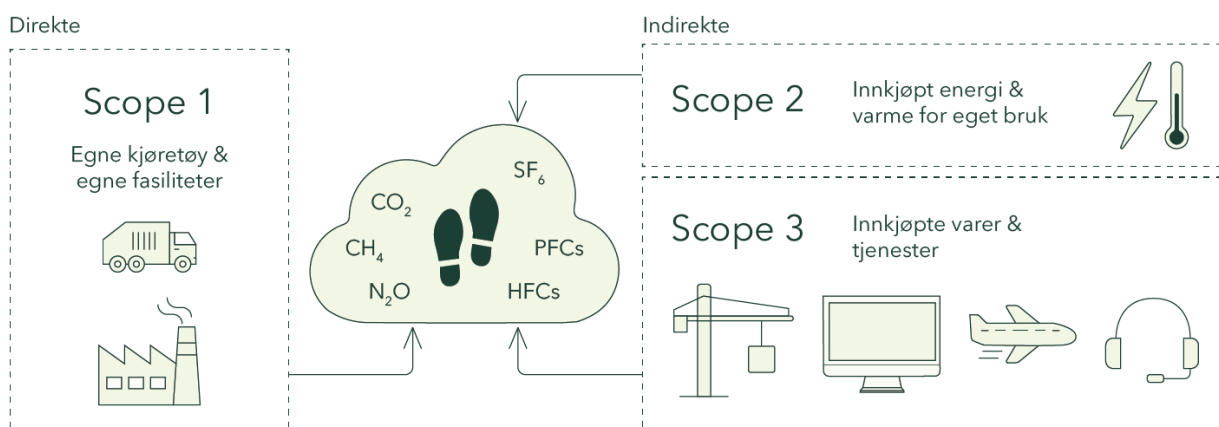 Direkte
Scope 1
Egne kjøretøy &
egne fasiliteter
CO₂
CH₄
N₂O
SF₆
PFCs
HFCs
Indirekte
Scope 2
Innkjøpt energi &
varme for eget bruk
Scope 3
Innkjøpte varer &
tjenester